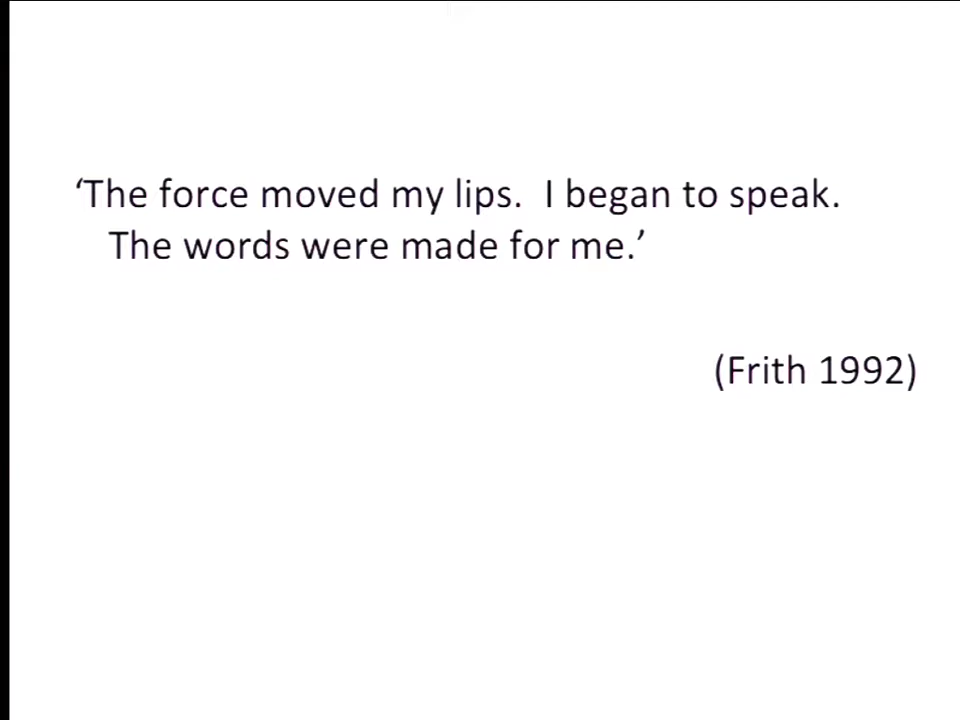 ‘The force moved my lips.  I began to speak.
The words were made for me.’
(Frith 1992)